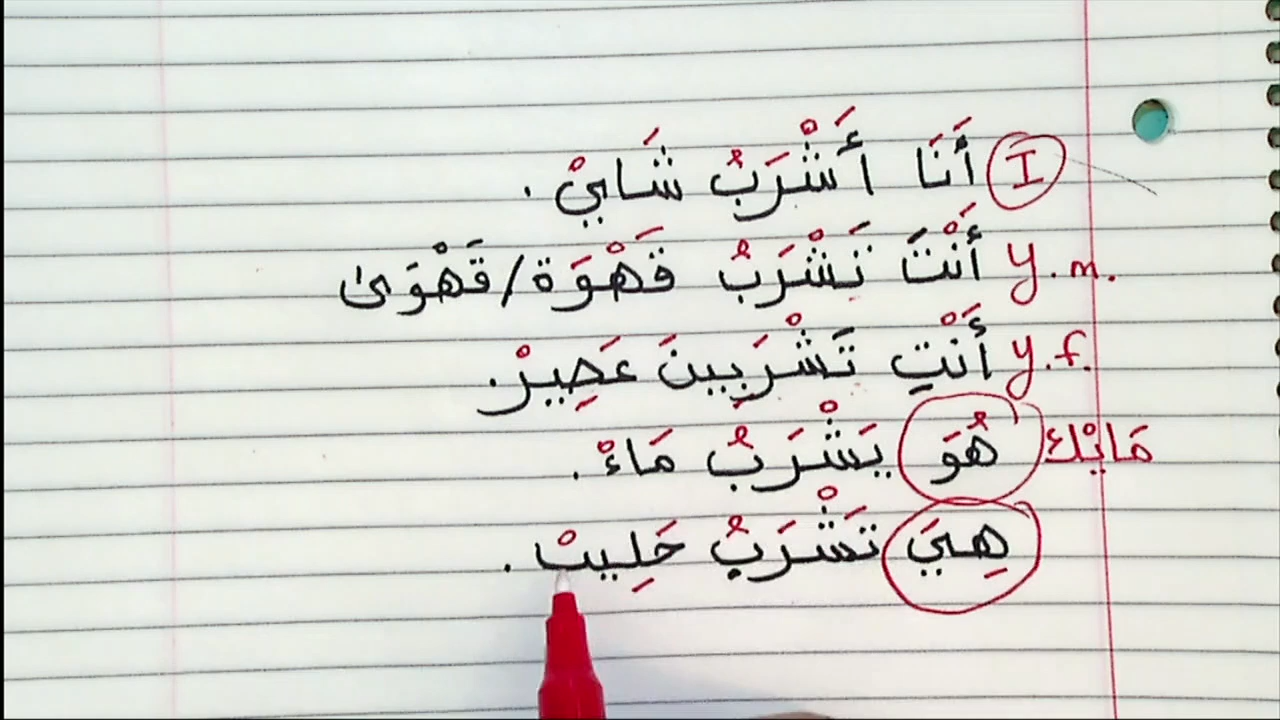 I أَنَا أَشْرَبُ شَايْ .
y.m. أَنْتَ تَشْرَبُ قَهْوَة/قَهْوَىٰ
y.f. أَنْتِ تَشْرَبِينَ عَصِيرْ.
مَايْك هُوَ يَشْرَبُ مَاءْ .
هِيَ تَشْرَبُ حَلِيبْ .